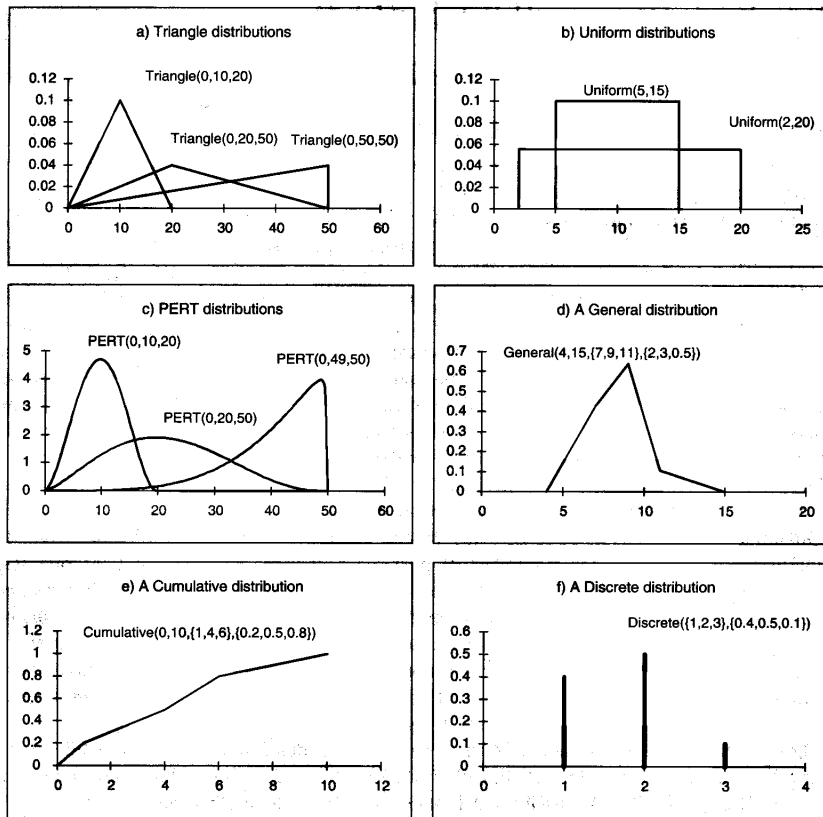 a) Triangle distributions
Triangle(0,10,20)
Triangle(0,20,50)
Triangle(0,50,50)
0.12
0.1
0.08
0.06
0.04
0.02
0
0 10 20 30 40 50 60
b) Uniform distributions
Uniform(5,15)
Uniform(2,20)
0.12
0.1
0.08
0.06
0.04
0.02
0
0 5 10 15 20 25
c) PERT distributions
PERT(0,10,20)
PERT(0,49,50)
PERT(0,20,50)
5
4
3
2
1
0
0 10 20 30 40 50 60
d) A General distribution
General(4,15,{7,9,11},{2,3,0.5})
0.7
0.6
0.5
0.4
0.3
0.2
0.1
0
0 5 10 15 20
e) A Cumulative distribution
Cumulative(0,10,{1,4,6},{0.2,0.5,0.8})
1.2
1
0.8
0.6
0.4
0.2
0
0 2 4 6 8 10 12
f) A Discrete distribution
Discrete({1,2,3},{0.4,0.5,0.1})
0.6
0.5
0.4
0.3
0.2
0.1
0
0 1 2 3 4